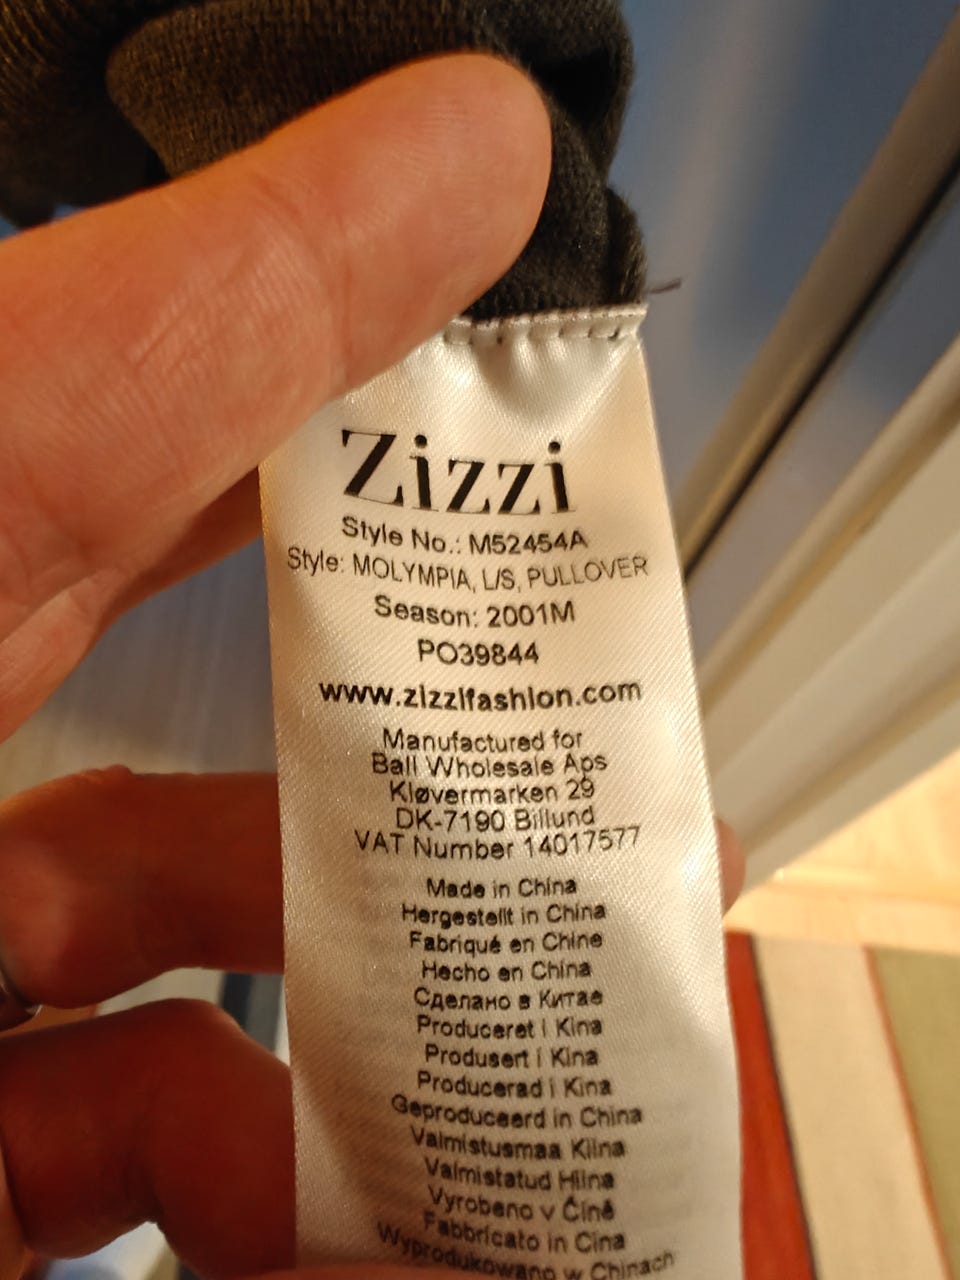 Zizzi
Style No.: M52454A
Style: MOLYMPIA, L/S, PULLOVER
Season: 2001M
PO39844
www.zizzifashion.com
Manufactured for
Ball Wholesale Aps
Kløvermarken 29
DK-7190 Billund
VAT Number 14017577
Made in China
Hergestellt in China
Fabriqué en Chine
Hecho en China
Сделано в Китае
Produceret i Kina
Produsert i Kina
Producerad i Kina
Geproduceerd in China
Valmistusmaa Kiina
Valmistatud Hiina
Vyrobeno v Číně
Fabbricato in Cina
Wyprodukowano w Chinach